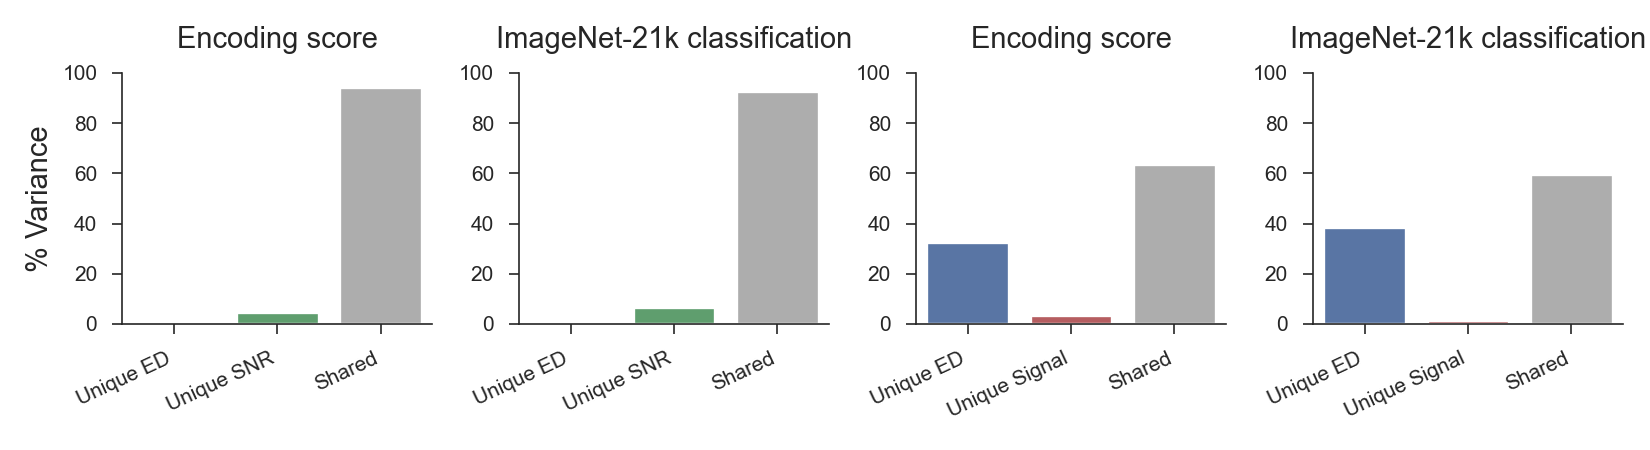 Encoding score
ImageNet-21k classification
Encoding score
ImageNet-21k classification
% Variance
100
80
60
40
20
0
Unique ED
Unique SNR
Shared
100
80
60
40
20
0
Unique ED
Unique SNR
Shared
100
80
60
40
20
0
Unique ED
Unique Signal
Shared
100
80
60
40
20
0
Unique ED
Unique Signal
Shared